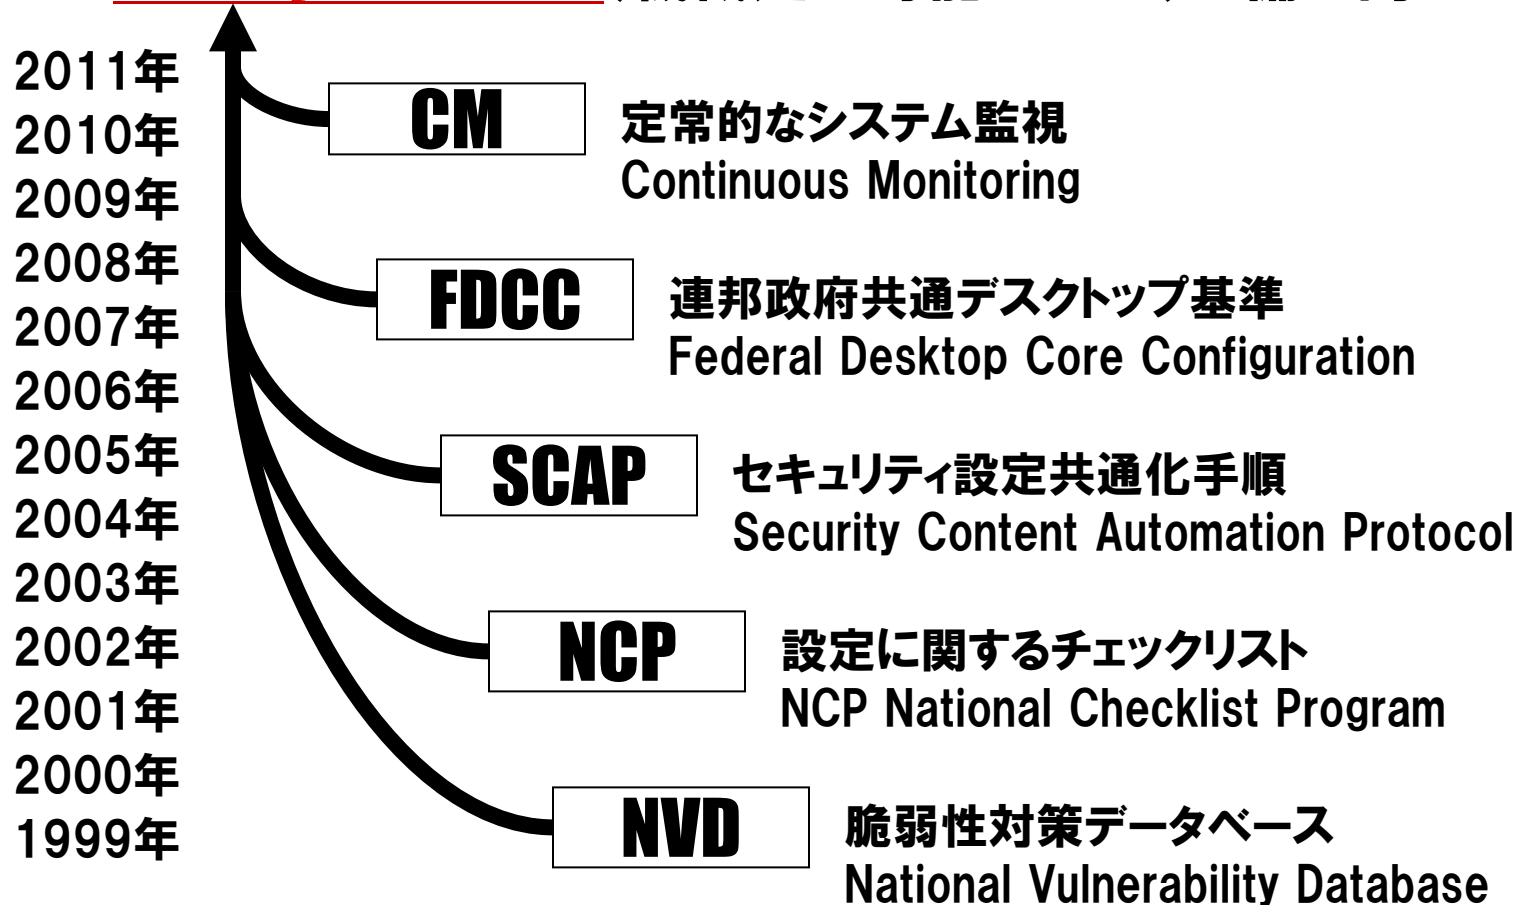 2011年
CM
定常的なシステム監視
2010年
Continuous Monitoring
2009年
2008年
FDCC
連邦政府共通デスクトップ基準
2007年
Federal Desktop Core Configuration
2006年
2005年
SCAP
セキュリティ設定共通化手順
2004年
Security Content Automation Protocol
2003年
2002年
NCP
設定に関するチェックリスト
2001年
NCP National Checklist Program
2000年
1999年
NVD
脆弱性対策データベース
National Vulnerability Database